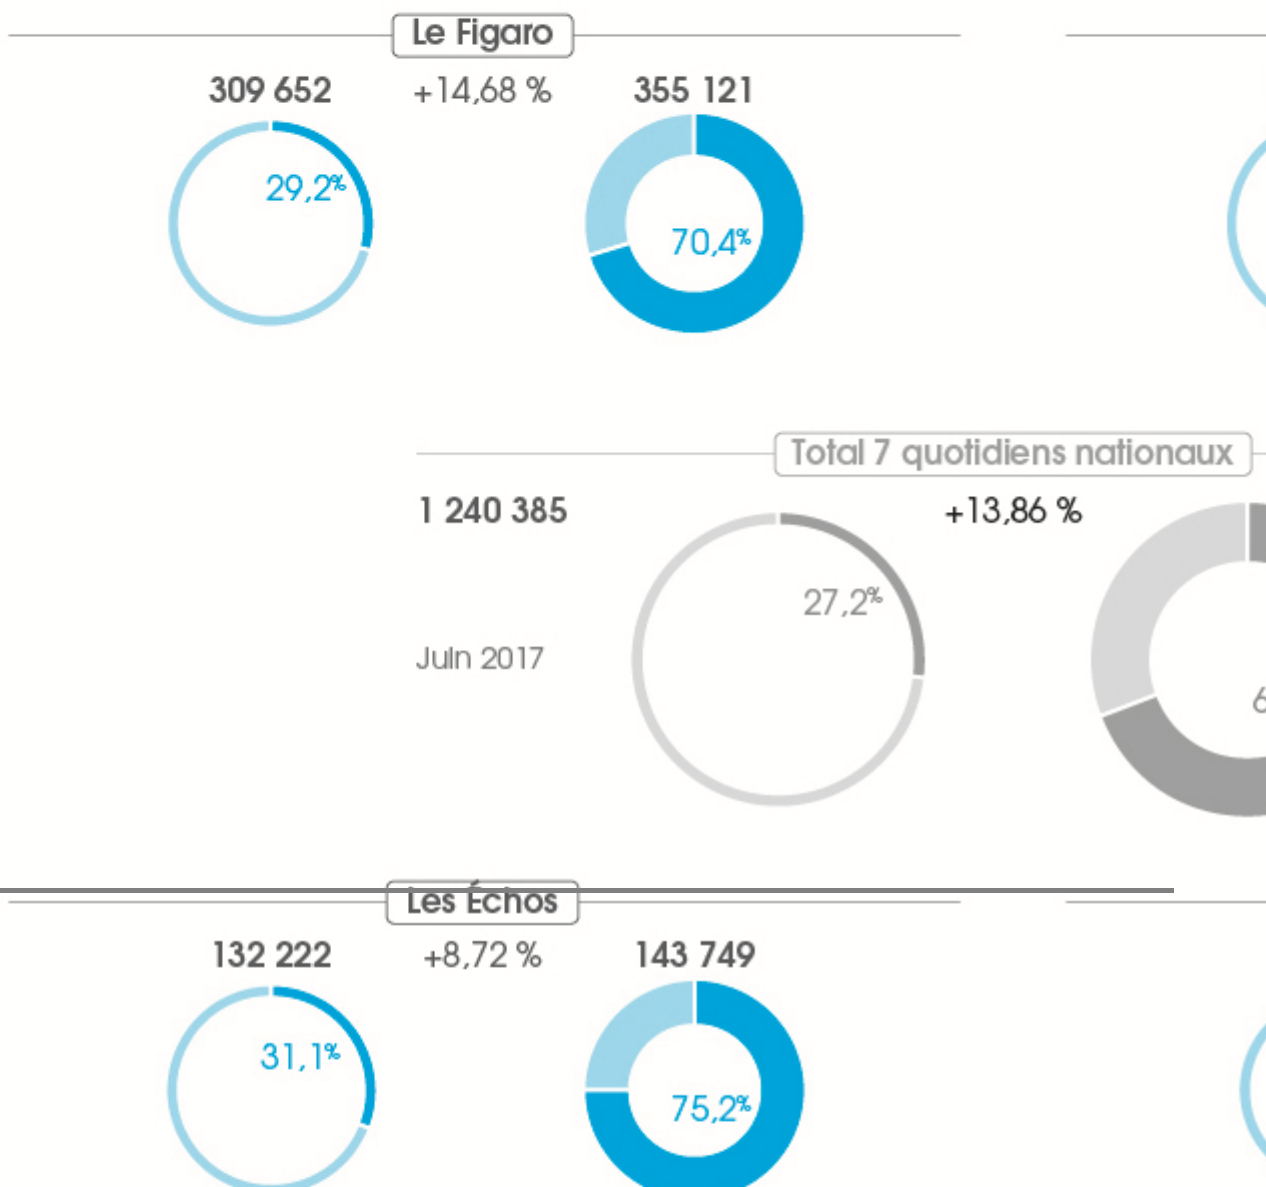 Le Figaro
309 652 +14,68 % 355 121
29,2%
70,4%
Total 7 quotidiens nationaux
1 240 385 +13,86 %
27,2%
Juin 2017
6
Les Échos
132 222 +8,72 % 143 749
31,1%
75,2%